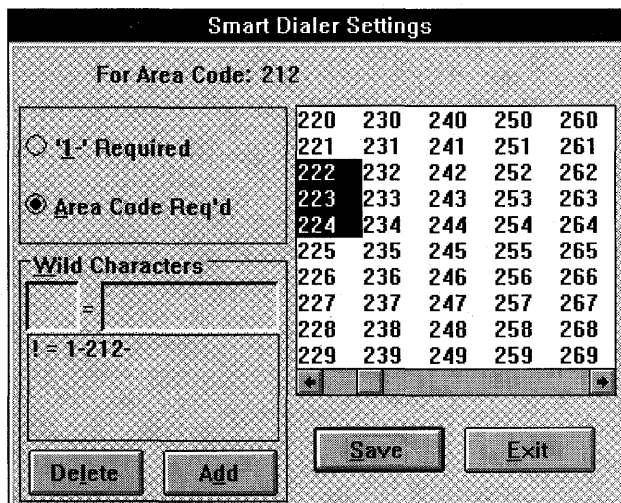 Smart Dialer Settings
For Area Code: 212
'1-' Required
Area Code Req'd
Wild Characters
=
! = 1-212-
Delete Add
220 230 240 250 260
221 231 241 251 261
222 232 242 252 262
223 233 243 253 263
224 234 244 254 264
225 235 245 255 265
226 236 246 256 266
227 237 247 257 267
228 238 248 258 268
229 239 249 259 269
Save Exit